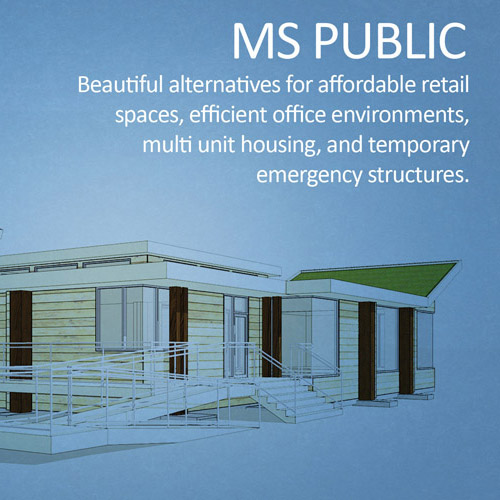 MS PUBLIC
Beautiful alternatives for affordable retail
spaces, efficient office environments,
multi unit housing, and temporary
emergency structures.